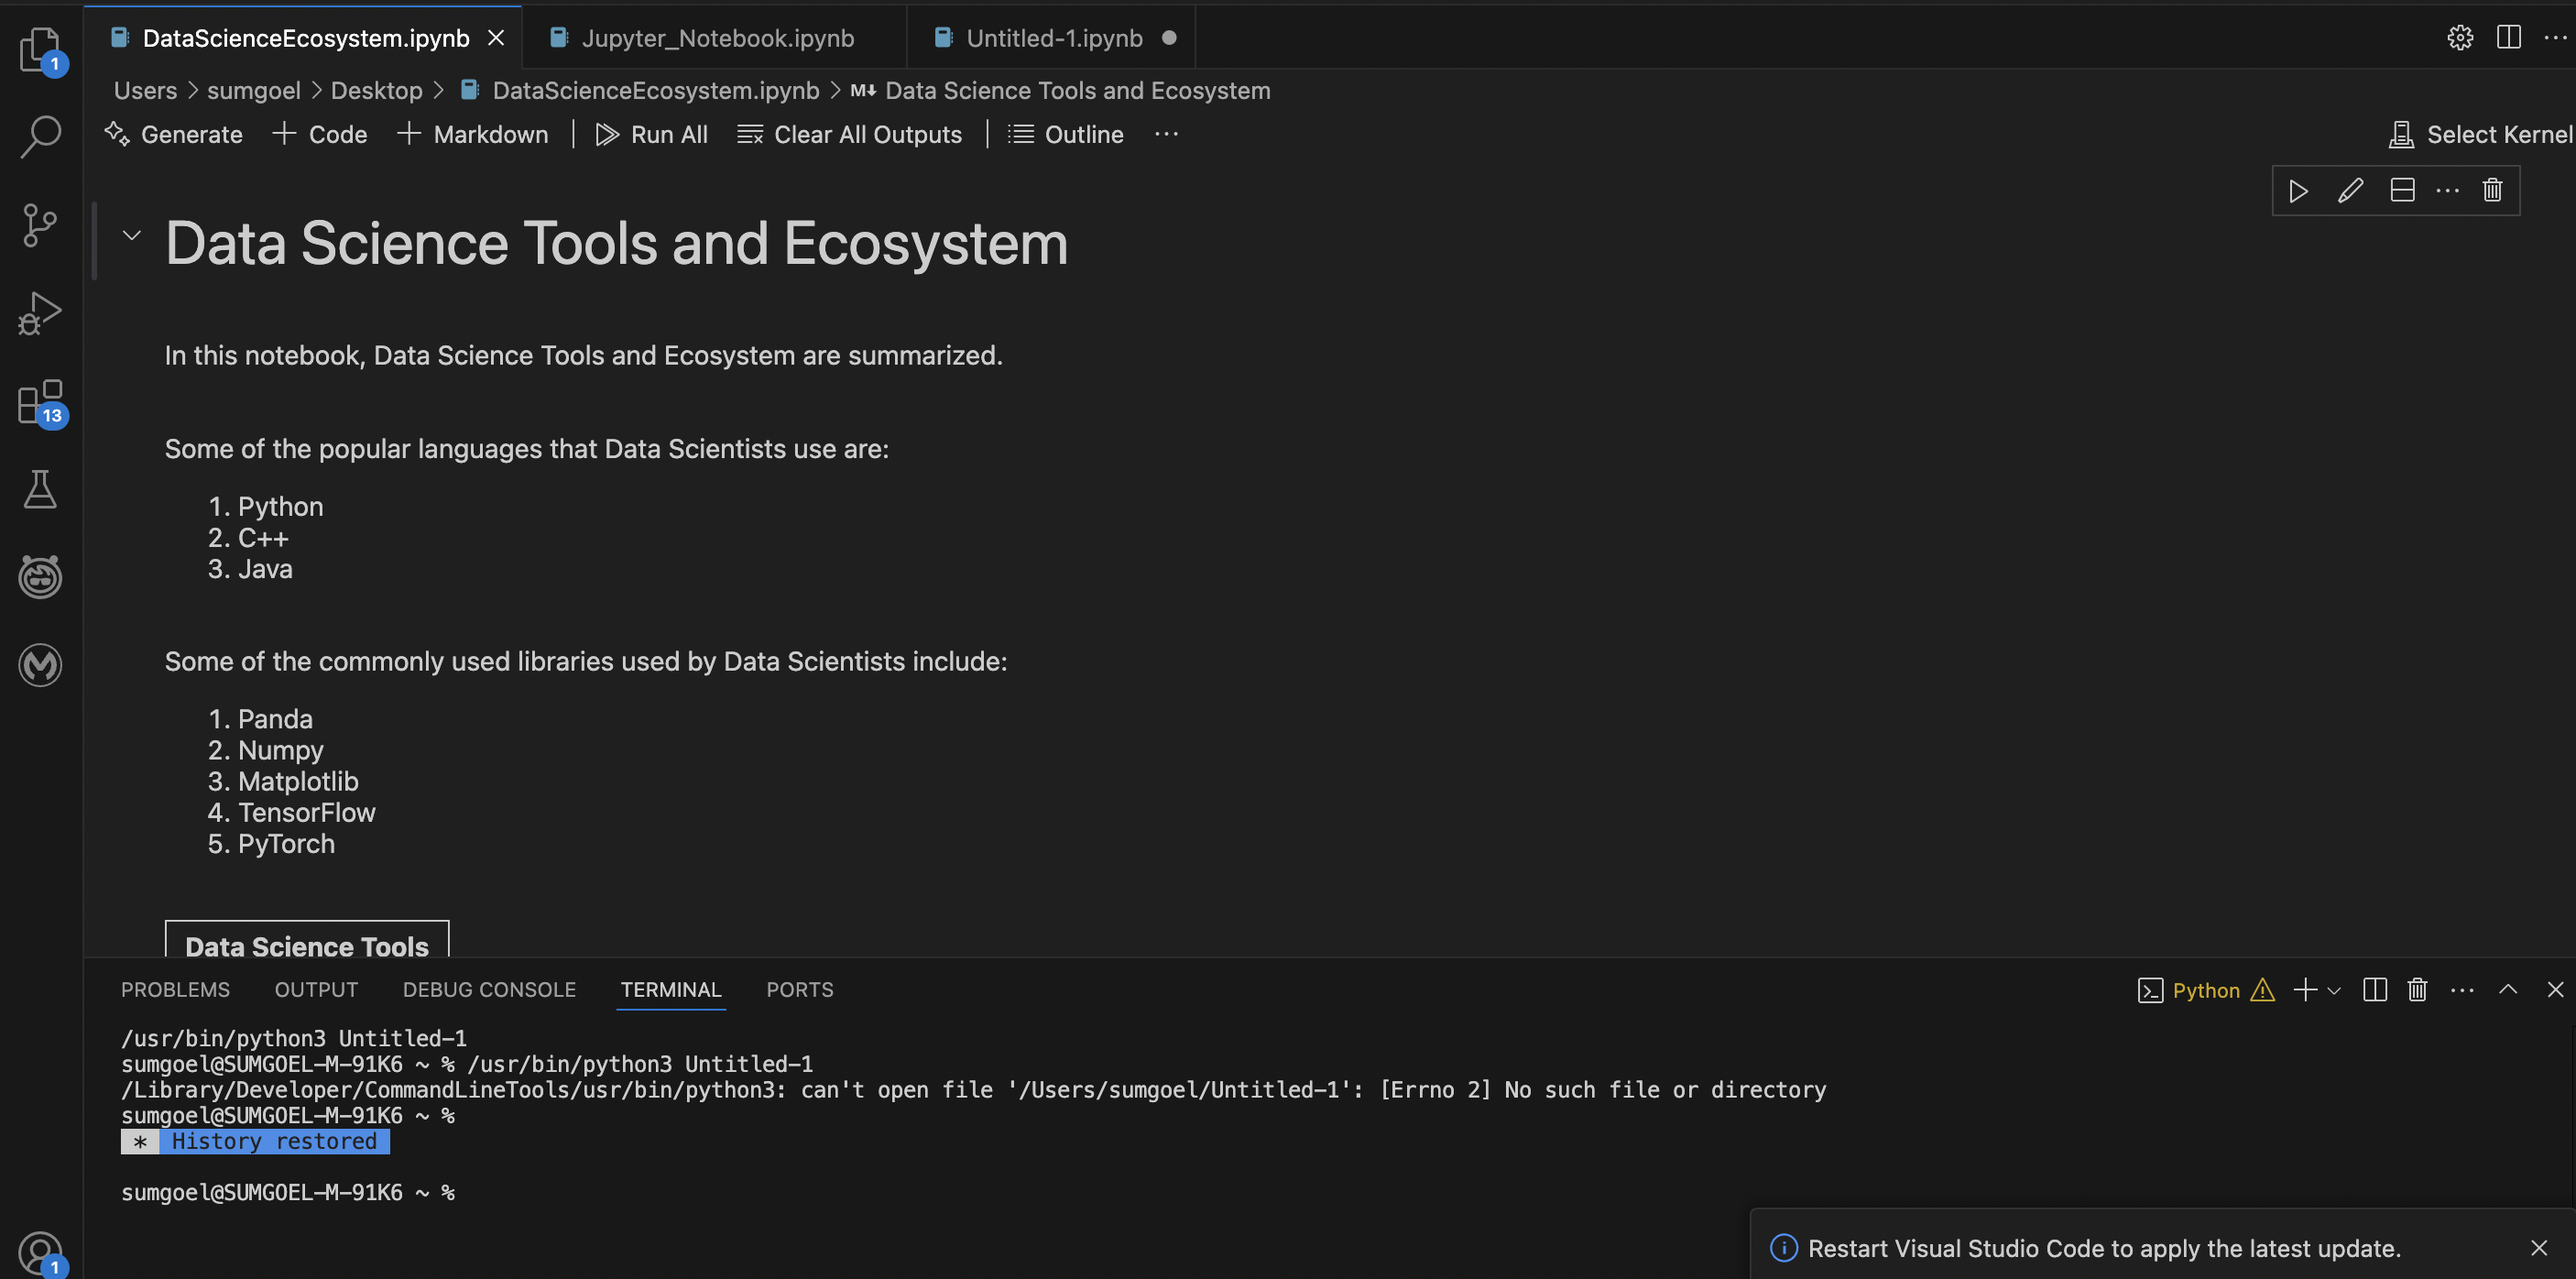 DataScienceEcosystem.ipynb
Jupyter_Notebook.ipynb
Untitled-1.ipynb
1
Users > sumgoel > Desktop > DataScienceEcosystem.ipynb > M↓ Data Science Tools and Ecosystem
Generate + Code + Markdown | Run All Clear All Outputs | Outline ...
Select Kernel
Data Science Tools and Ecosystem
In this notebook, Data Science Tools and Ecosystem are summarized.
13
Some of the popular languages that Data Scientists use are:
1. Python
2. C++
3. Java
Some of the commonly used libraries used by Data Scientists include:
1. Panda
2. Numpy
3. Matplotlib
4. TensorFlow
5. PyTorch
Data Science Tools
PROBLEMS OUTPUT DEBUG CONSOLE TERMINAL PORTS
Python
/usr/bin/python3 Untitled-1
sumgoel@SUMGOEL-M-91K6 ~ % /usr/bin/python3 Untitled-1
/Library/Developer/CommandLineTools/usr/bin/python3: can't open file '/Users/sumgoel/Untitled-1': [Errno 2] No such file or directory
sumgoel@SUMGOEL-M-91K6 ~ %
* History restored
sumgoel@SUMGOEL-M-91K6 ~ %
1
Restart Visual Studio Code to apply the latest update.